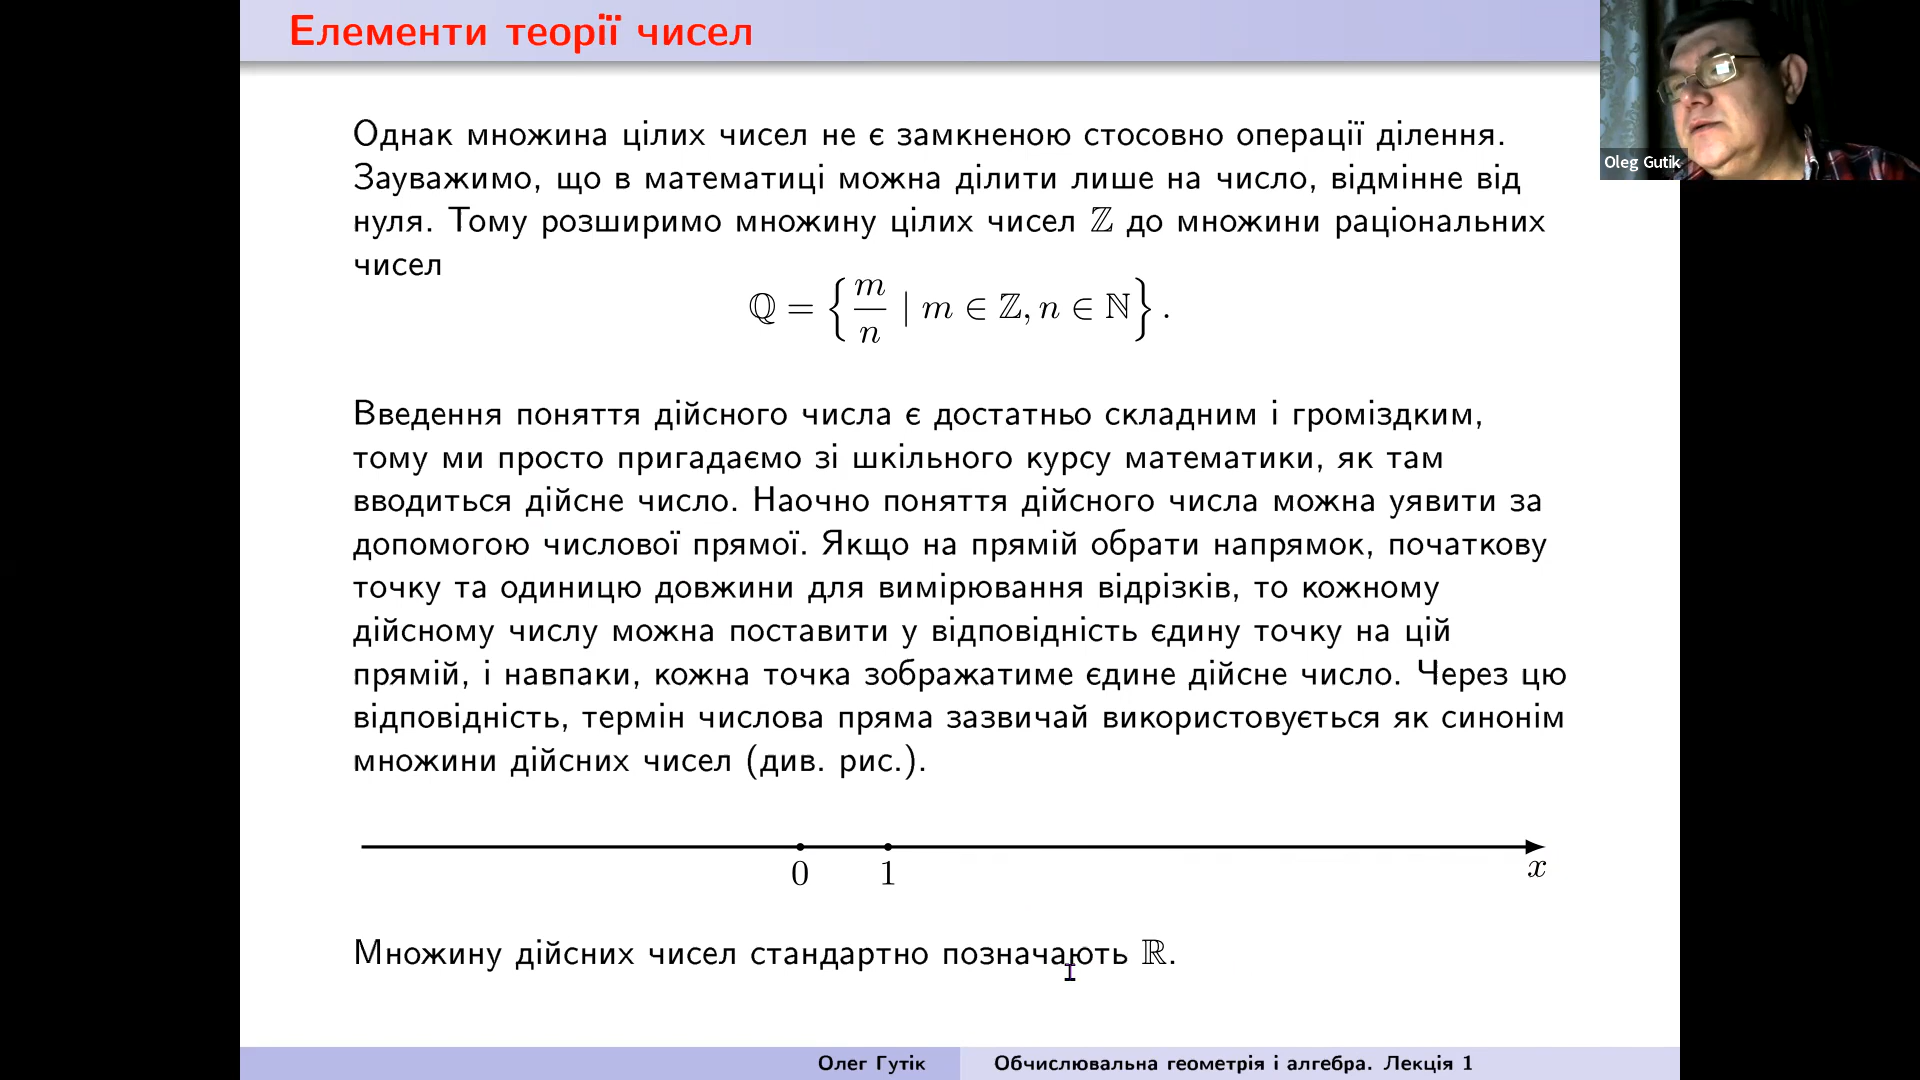 Елементи теорії чисел
Oleg Gutik
Однак множина цілих чисел не є замкненою стосовно операції ділення.
Зауважимо, що в математиці можна ділити лише на число, відмінне від
нуля. Тому розширимо множину цілих чисел ℤ до множини раціональних
чисел
ℚ = { m/n | m ∈ ℤ, n ∈ ℕ } .
Введення поняття дійсного числа є достатньо складним і громіздким,
тому ми просто пригадаємо зі шкільного курсу математики, як там
вводиться дійсне число. Наочно поняття дійсного числа можна уявити за
допомогою числової прямої. Якщо на прямій обрати напрямок, початкову
точку та одиницю довжини для вимірювання відрізків, то кожному
дійсному числу можна поставити у відповідність єдину точку на цій
прямій, і навпаки, кожна точка зображатиме єдине дійсне число. Через цю
відповідність, термін числова пряма зазвичай використовується як синонім
множини дійсних чисел (див. рис.).
0 1 x
Множину дійсних чисел стандартно позначають ℝ.
Олег Гутік Обчислювальна геометрія і алгебра. Лекція 1